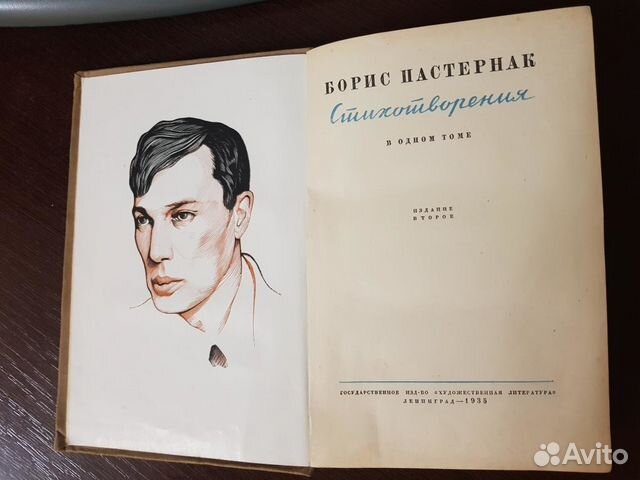 БОРИС ПАСТЕРНАК
Стихотворения
В ОДНОМ ТОМЕ
ИЗДАНИЕ
ВТОРОЕ
ГОСУДАРСТВЕННОЕ ИЗД-ВО «ХУДОЖЕСТВЕННАЯ ЛИТЕРАТУРА»
ЛЕНИНГРАД—1935
Avito